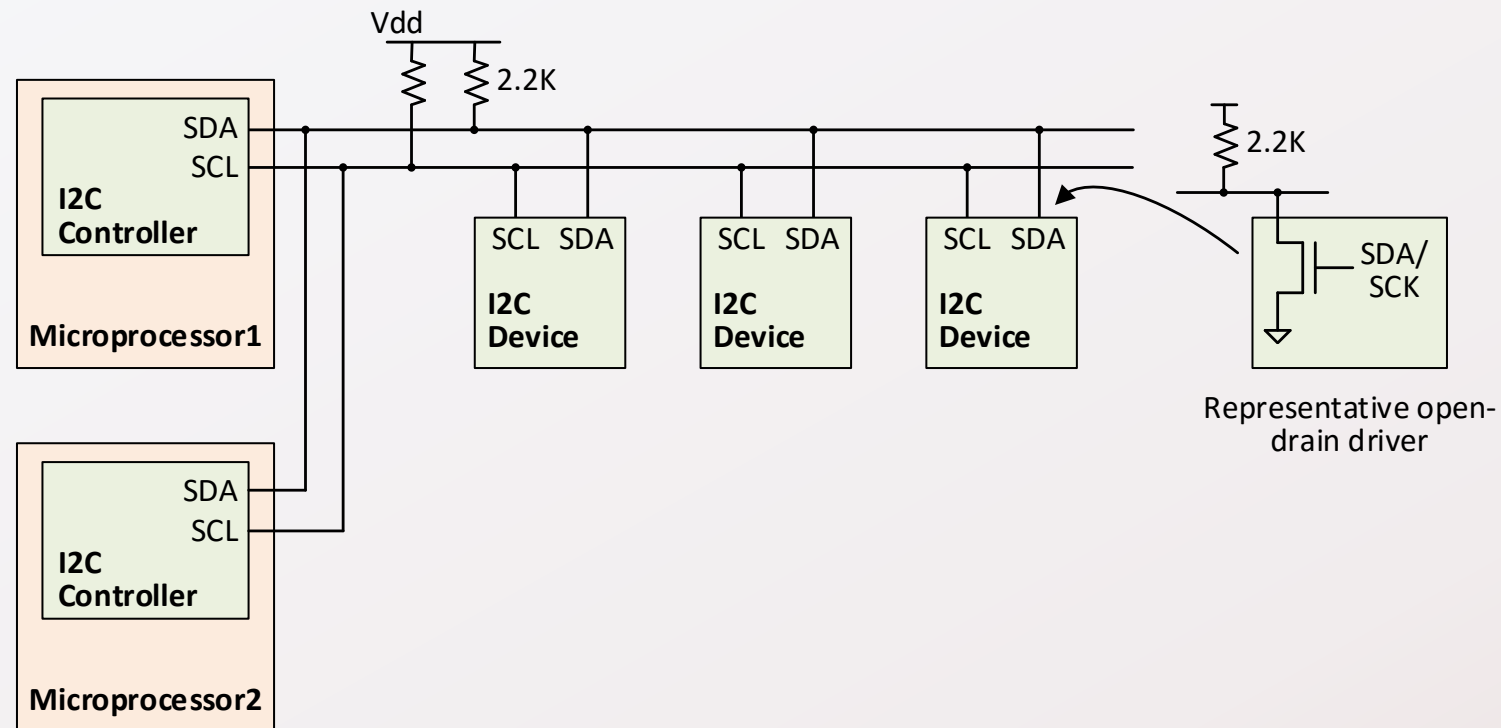 Vdd
2.2K
SDA
SCL
I2C
Controller
Microprocessor1
SCL SDA
I2C
Device
SCL SDA
I2C
Device
SCL SDA
I2C
Device
2.2K
SDA/
SCK
Representative open-
drain driver
SDA
SCL
I2C
Controller
Microprocessor2